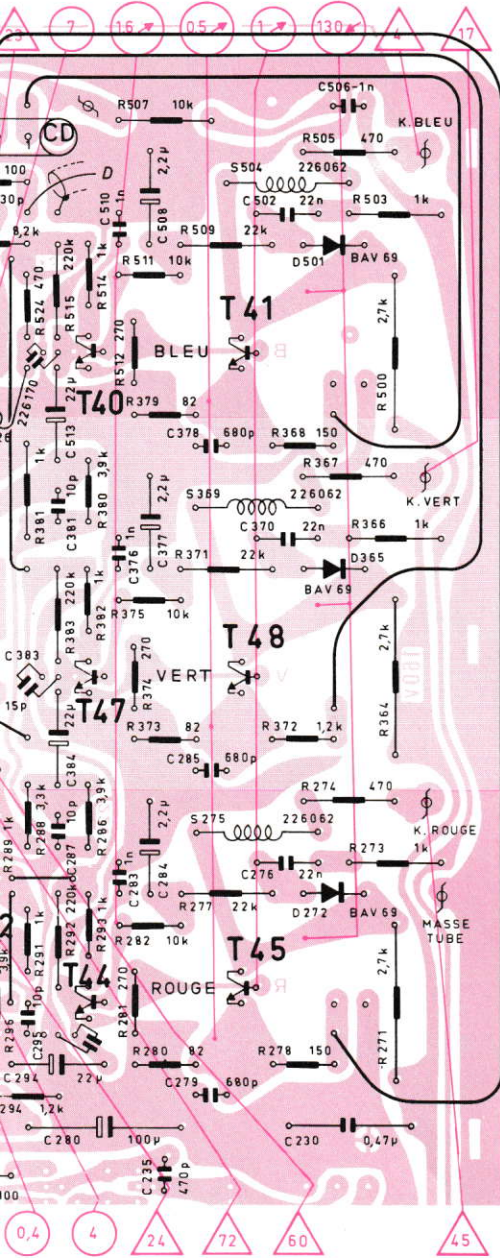 23 7 1.6 0.5 1 130 4 17
C506-1n
R507 10k
K.BLEU
CD
R505 470
2,2µ
S504 226062
100
D
30p
C510 1n
C508
C502 22n
R503 1k
8,2k
220k
1k
R509 22k
D501 BAV 69
R524 470
R515
R514
R511 10k
2,7k
T41
270
BLEU
B
R512
R500
226170
22µ
T40
R379 82
C513
C378 680p
R368 150
1k
3,9k
R367 470
2,2µ
K.VERT
S369 226062
R381
C381 10p
R380
C370 22n
R366 1k
C376 1n
C377
R371 22k
D365
BAV 69
220k
1k
R383
R382
R375 10k
2,7k
T48
C383
270
VERT
V
R374
R364
15p
22µ
T47
R373 82
R372 1,2k
C384
C285 680p
R274 470
2,2µ
R289 1k
R288 3,3k
10p
3,9k
R286
S275 226062
K.ROUGE
C287
C276 22n
R273 1k
C283 1n
C284
R277 22k
D272 BAV 69
MASSE
TUBE
R291 1k
R292 220k
R293 1k
R282 10k
T45
2,7k
3,9k
T44
270
ROUGE
R
R281
R296
C295 10p
R271
R280 82
R278 150
C294 22µ
C279 680p
294 1,2k
C280 100µ
C230 0,47µ
C235 470p
100
0,4 4 24 72 60 45